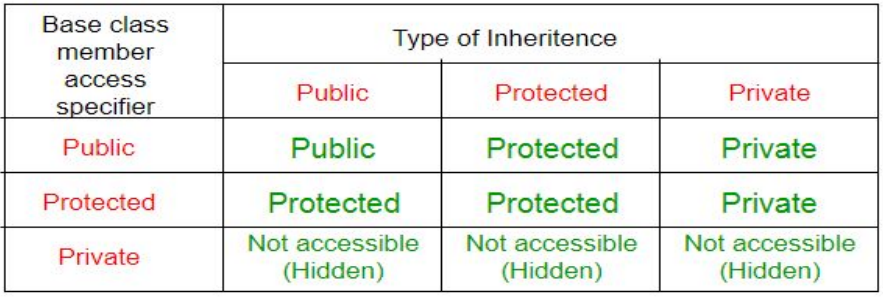 Base class
member
access
specifier
Type of Inheritence
Public Protected Private
Public Public Protected Private
Protected Protected Protected Private
Private Not accessible Not accessible Not accessible
(Hidden) (Hidden) (Hidden)